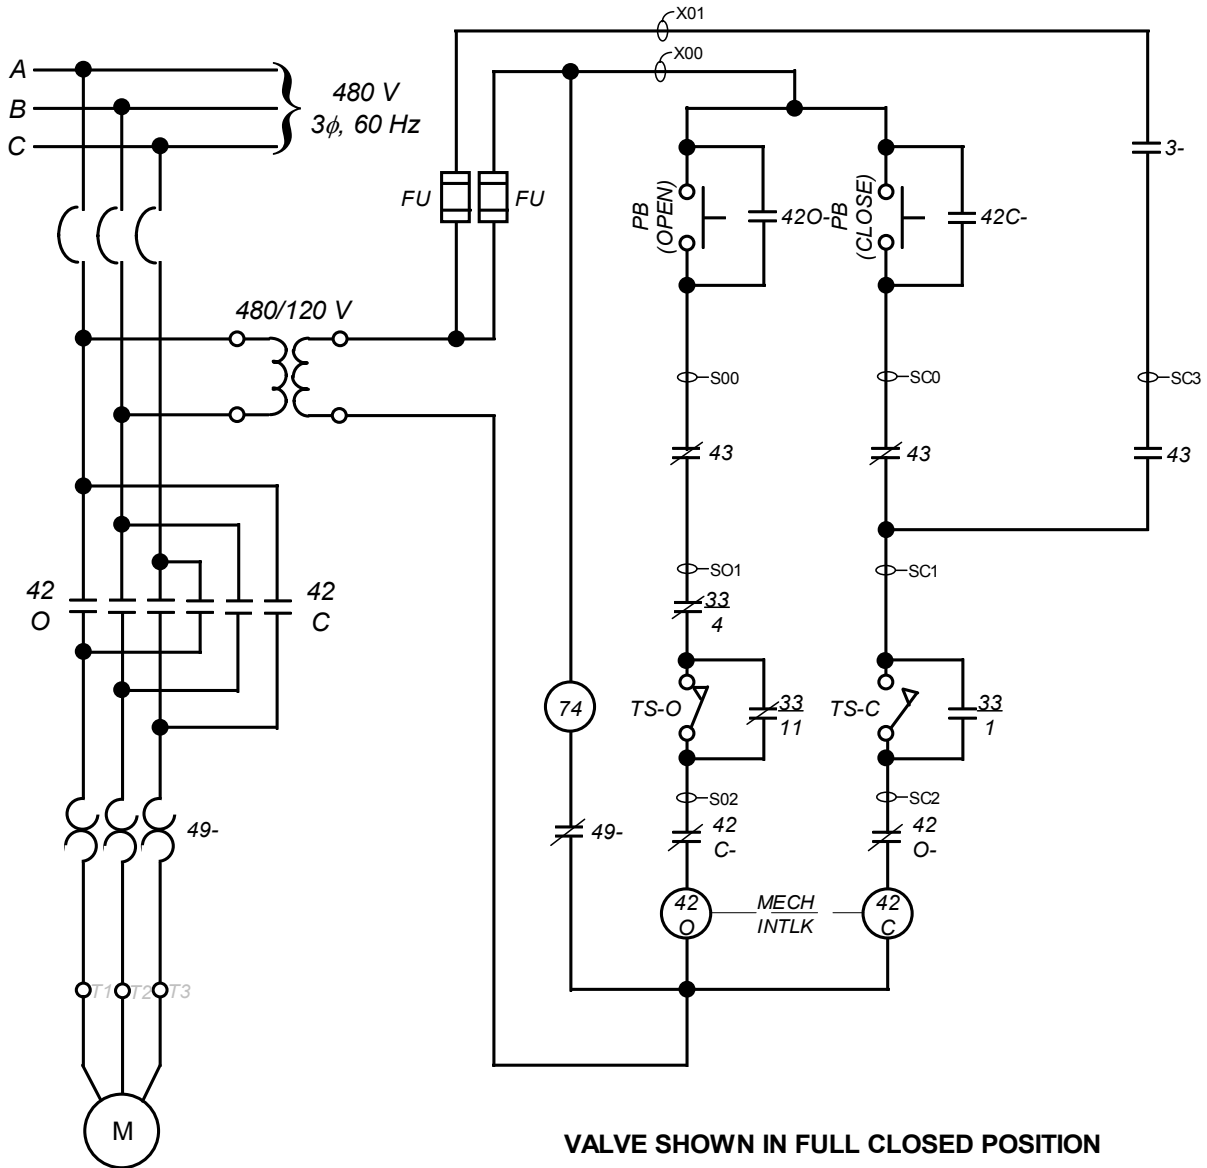 X01
X00
A
B
C
480 V
3ϕ, 60 Hz
3-
FU
FU
PB
(OPEN)
42O-
PB
(CLOSE)
42C-
480/120 V
S00
SC0
SC3
43
43
43
SO1
SC1
42
O
42
C
33
4
74
TS-O
33
11
TS-C
33
1
S02
SC2
49-
49-
42
C-
42
O-
42
O
MECH
INTLK
42
C
T1
T2
T3
M
VALVE SHOWN IN FULL CLOSED POSITION